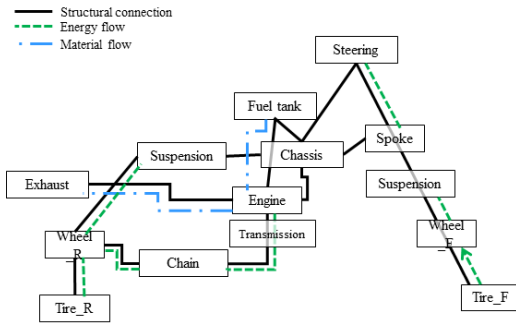 Structural connection
Energy flow
Material flow
Steering
Fuel tank
Spoke
Suspension
Chassis
Exhaust
Suspension
Engine
Transmission
Wheel
_R
Wheel
_F
Chain
Tire_R
Tire_F